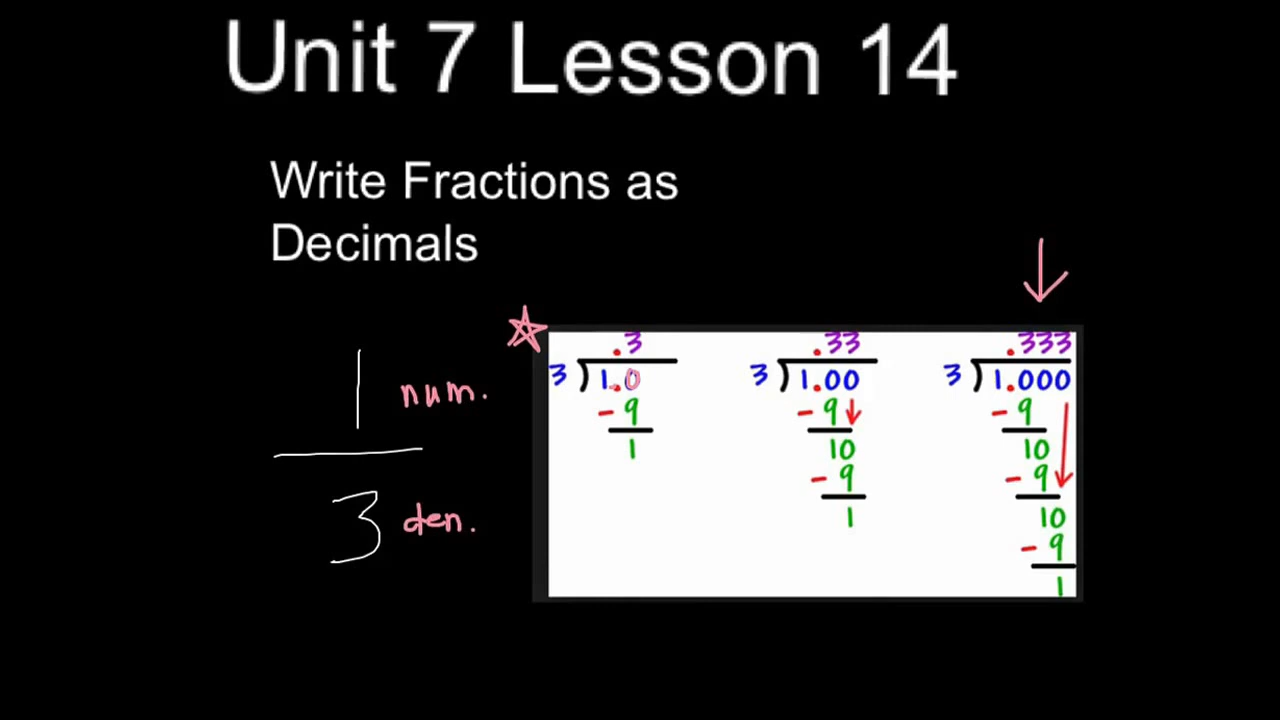 Unit 7 Lesson 14
Write Fractions as
Decimals
1 num.
3 den.
.3
3 ) 1.0
- 9
1
.33
3 ) 1.00
- 9
10
- 9
1
.333
3 ) 1.000
- 9
10
- 9
10
- 9
1